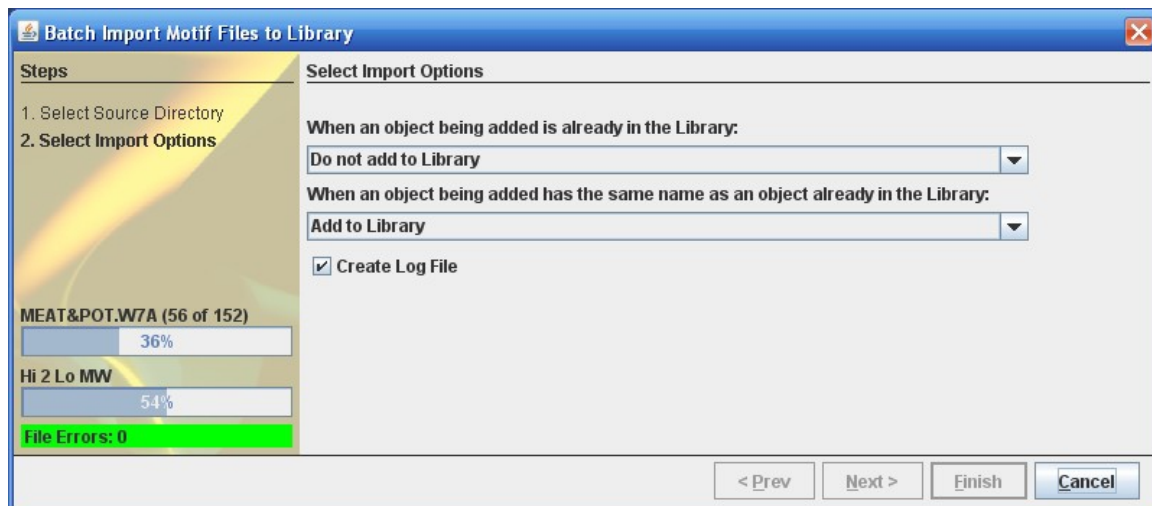 Batch Import Motif Files to Library
Steps
1. Select Source Directory
2. Select Import Options
MEAT&POT.W7A (56 of 152)
36%
Hi 2 Lo MW
54%
File Errors: 0
Select Import Options
When an object being added is already in the Library:
Do not add to Library
When an object being added has the same name as an object already in the Library:
Add to Library
Create Log File
< Prev
Next >
Finish
Cancel